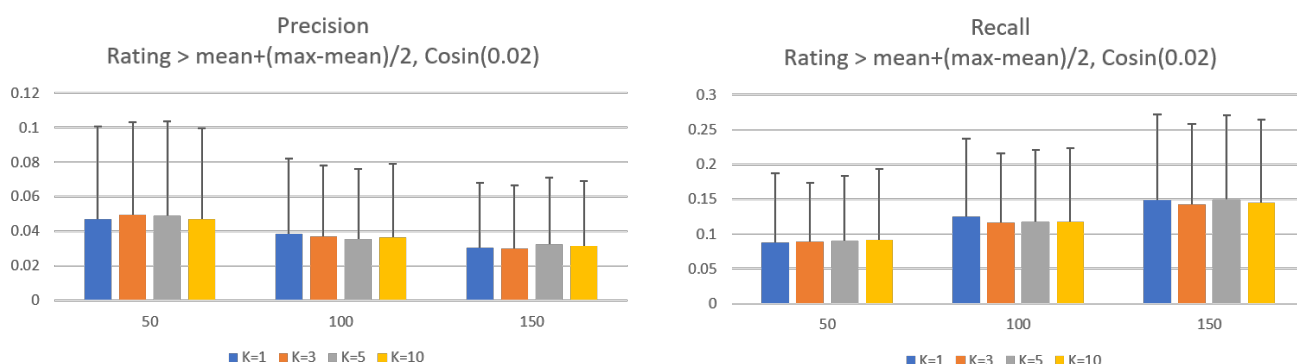 Precision
Rating > mean+(max-mean)/2, Cosin(0.02)
0.12
0.1
0.08
0.06
0.04
0.02
0
50 100 150
K=1 K=3 K=5 K=10
Recall
Rating > mean+(max-mean)/2, Cosin(0.02)
0.3
0.25
0.2
0.15
0.1
0.05
0
50 100 150
K=1 K=3 K=5 K=10